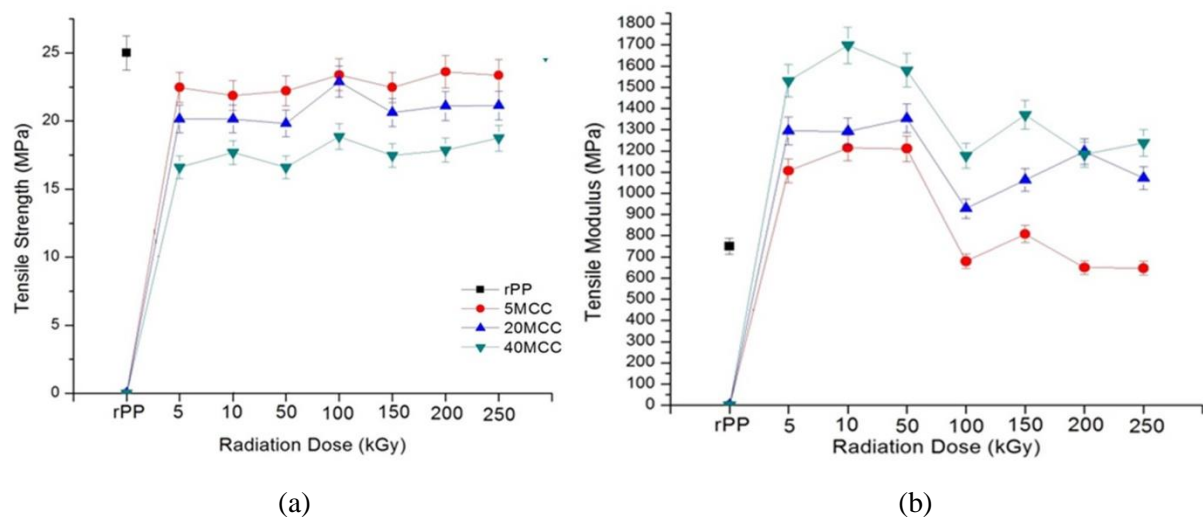 25
20
15
10
5
0
Tensile Strength (MPa)
rPP
5MCC
20MCC
40MCC
rPP 5 10 50 100 150 200 250
Radiation Dose (kGy)
(a)
1800
1700
1600
1500
1400
1300
1200
1100
1000
900
800
700
600
500
400
300
200
100
0
Tensile Modulus (MPa)
rPP 5 10 50 100 150 200 250
Radiation Dose (kGy)
(b)